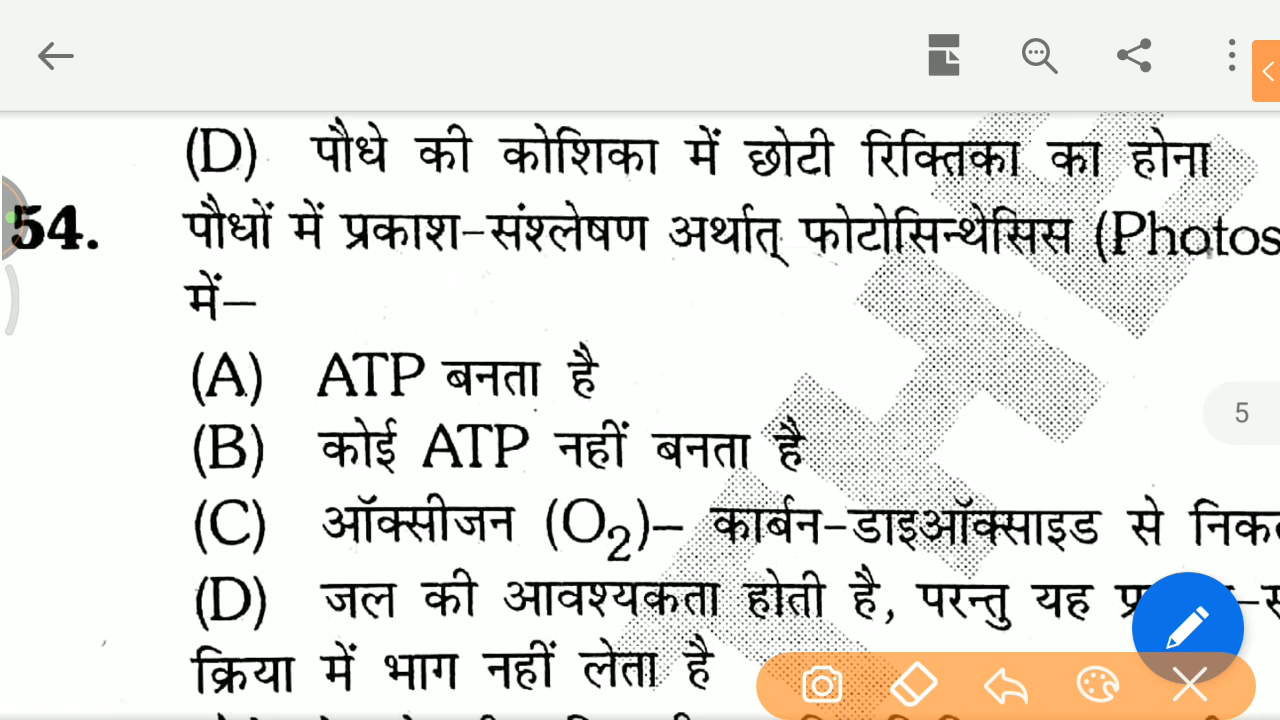 (D) पौधे की कोशिका में छोटी रिक्तिका का होना
54. पौधों में प्रकाश-संश्लेषण अर्थात् फोटोसिन्थेसिस (Photos
में–
(A) ATP बनता है
5
(B) कोई ATP नहीं बनता है
(C) ऑक्सीजन (O₂)– कार्बन-डाइऑक्साइड से
(D) जल की आवश्यकता होती है, परन्तु यह
क्रिया में भाग नहीं लेता है